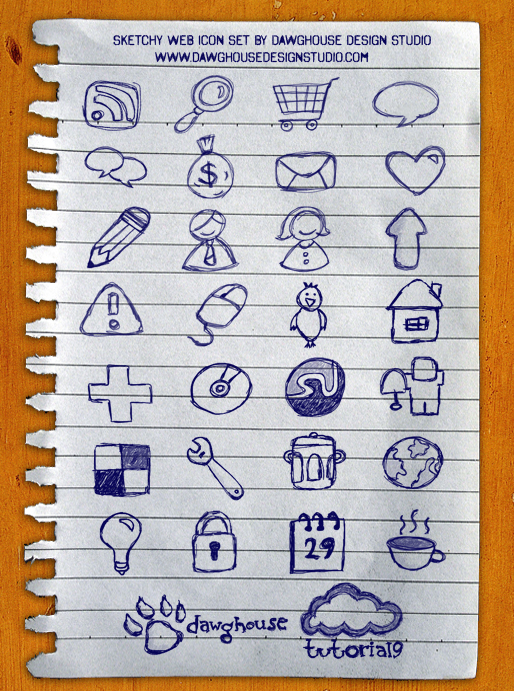 SKETCHY WEB ICON SET BY DAWGHOUSE DESIGN STUDIO
WWW.DAWGHOUSEDESIGNSTUDIO.COM
$
29
dawghouse
tutorial9